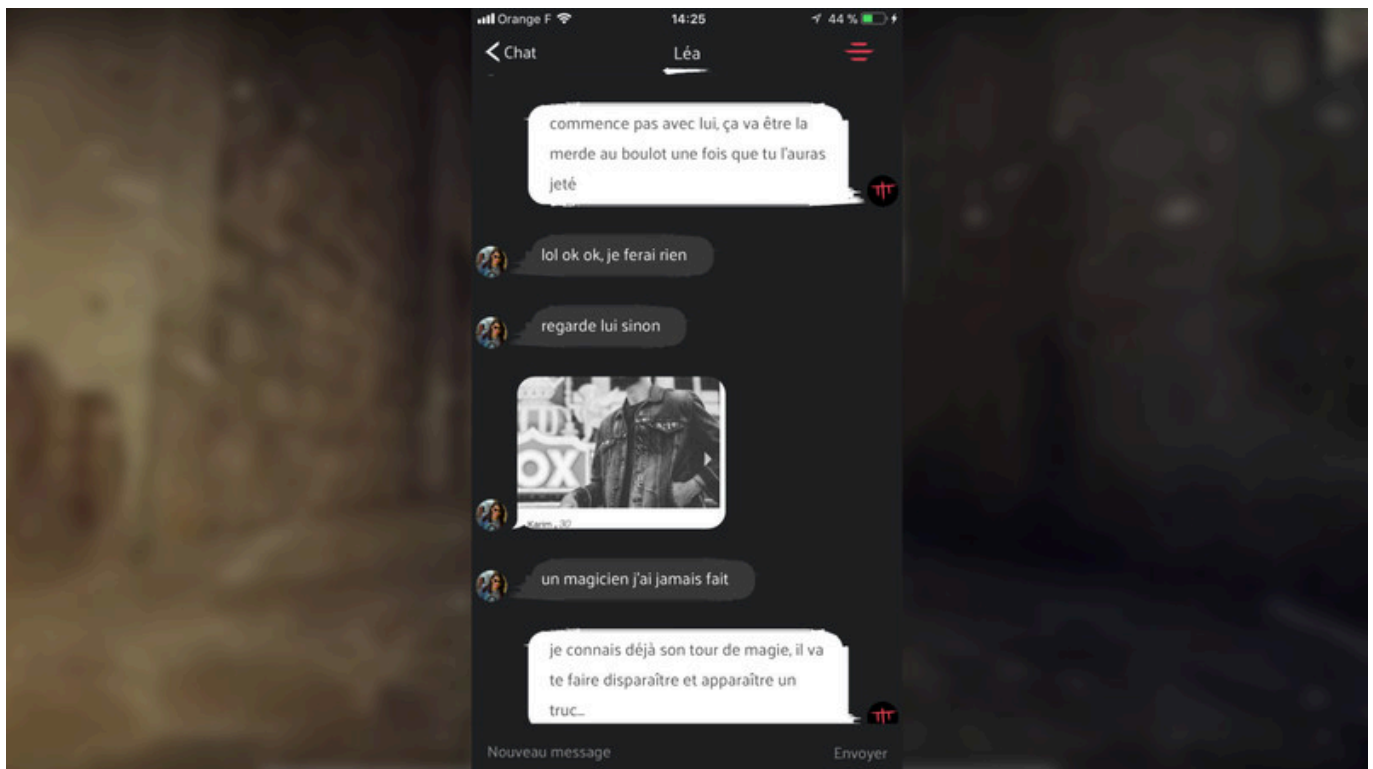 Orange F 14:25 44 %
Chat Léa
commence pas avec lui, ça va être la
merde au boulot une fois que tu l'auras
jeté
lol ok ok, je ferai rien
regarde lui sinon
OX
Karim, 30
un magicien j'ai jamais fait
je connais déjà son tour de magie, il va
te faire disparaître et apparaître un
truc...
Nouveau message Envoyer